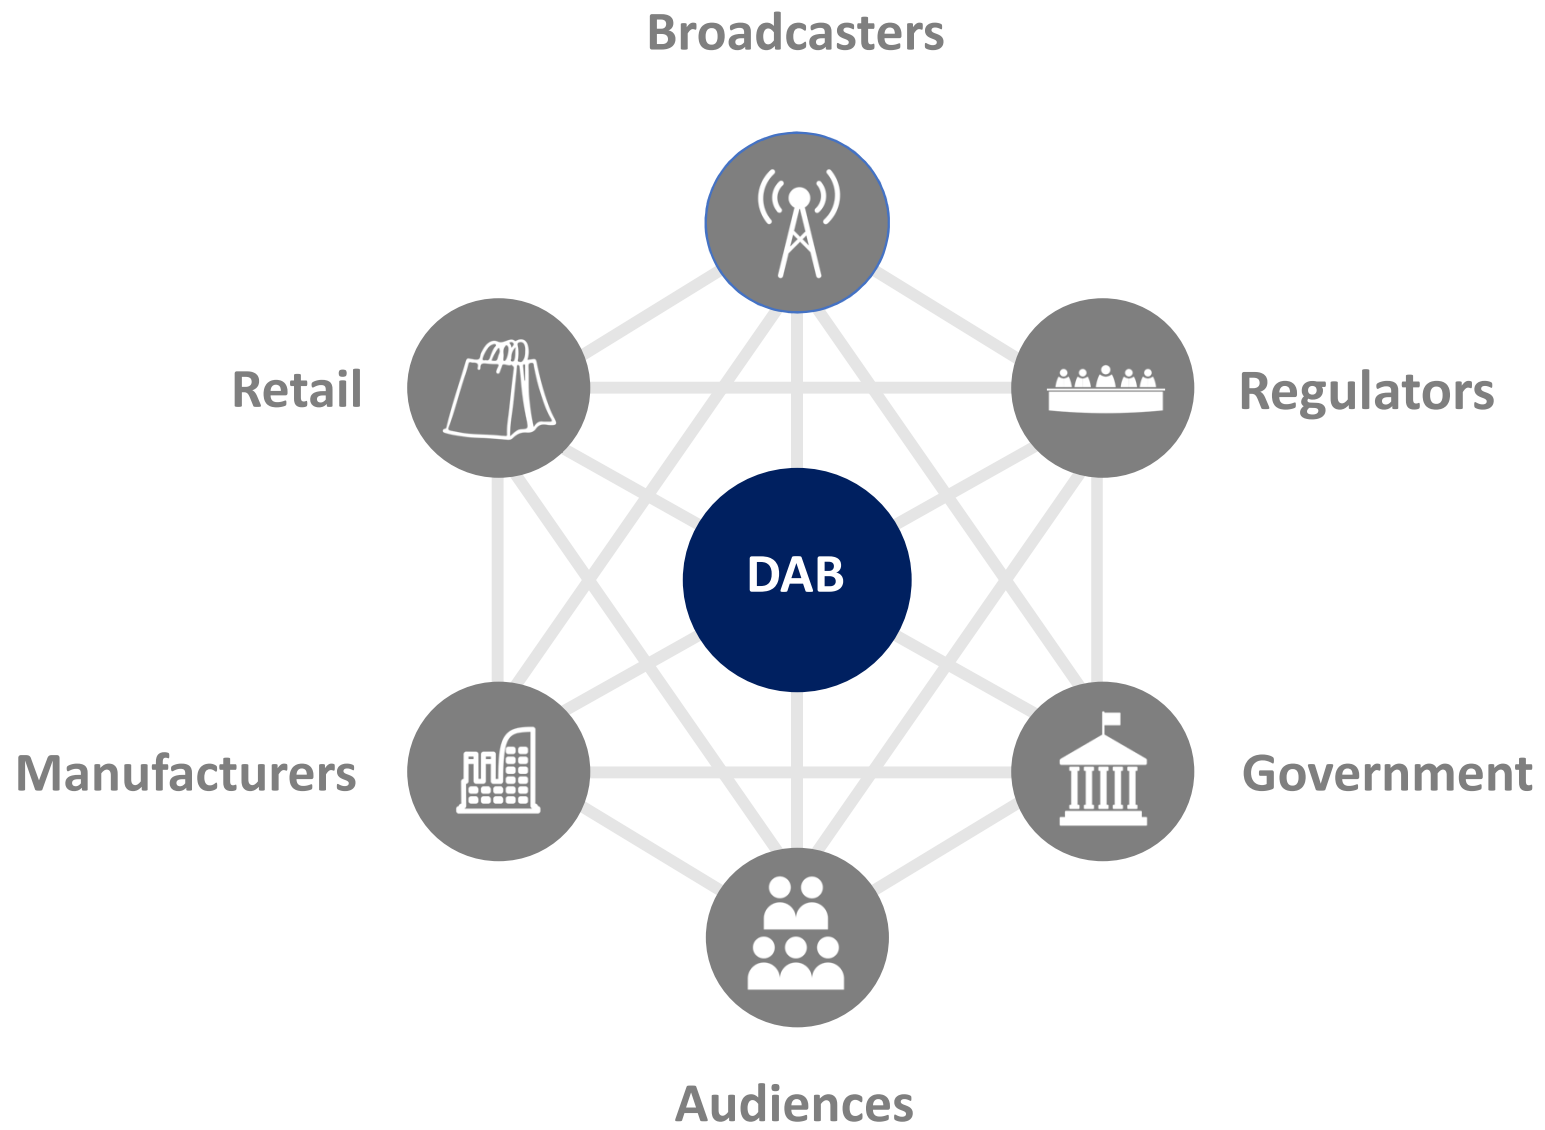 Broadcasters
Retail
Regulators
DAB
Manufacturers
Government
Audiences